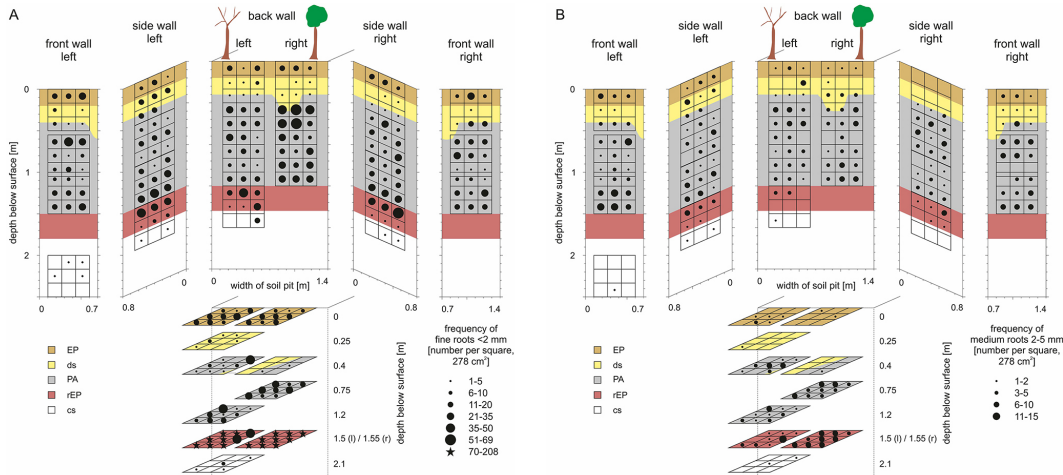 A
back wall
side wall
left
side wall
right
front wall
left
left
right
front wall
right
0
1
2
depth below surface [m]
0
0.7
0.8
0
0
1.4
width of soil pit [m]
0
0.8
0.7
1.4
0
0.25
0.4
0.75
1.2
1.5 (l) / 1.55 (r)
2.1
depth below surface [m]
EP
ds
PA
rEP
cs
frequency of
fine roots <2 mm
[number per square,
278 cm²]
1-5
6-10
11-20
21-35
35-50
51-69
70-208
B
back wall
side wall
left
side wall
right
front wall
left
left
right
front wall
right
0
1
2
depth below surface [m]
0
0.7
0.8
0
0
1.4
width of soil pit [m]
0
0.8
0.7
1.4
0
0.25
0.4
0.75
1.2
1.5 (l) / 1.55 (r)
2.1
depth below surface [m]
EP
ds
PA
rEP
cs
frequency of
medium roots 2-5 mm
[number per square,
278 cm²]
1-2
3-5
6-10
11-15